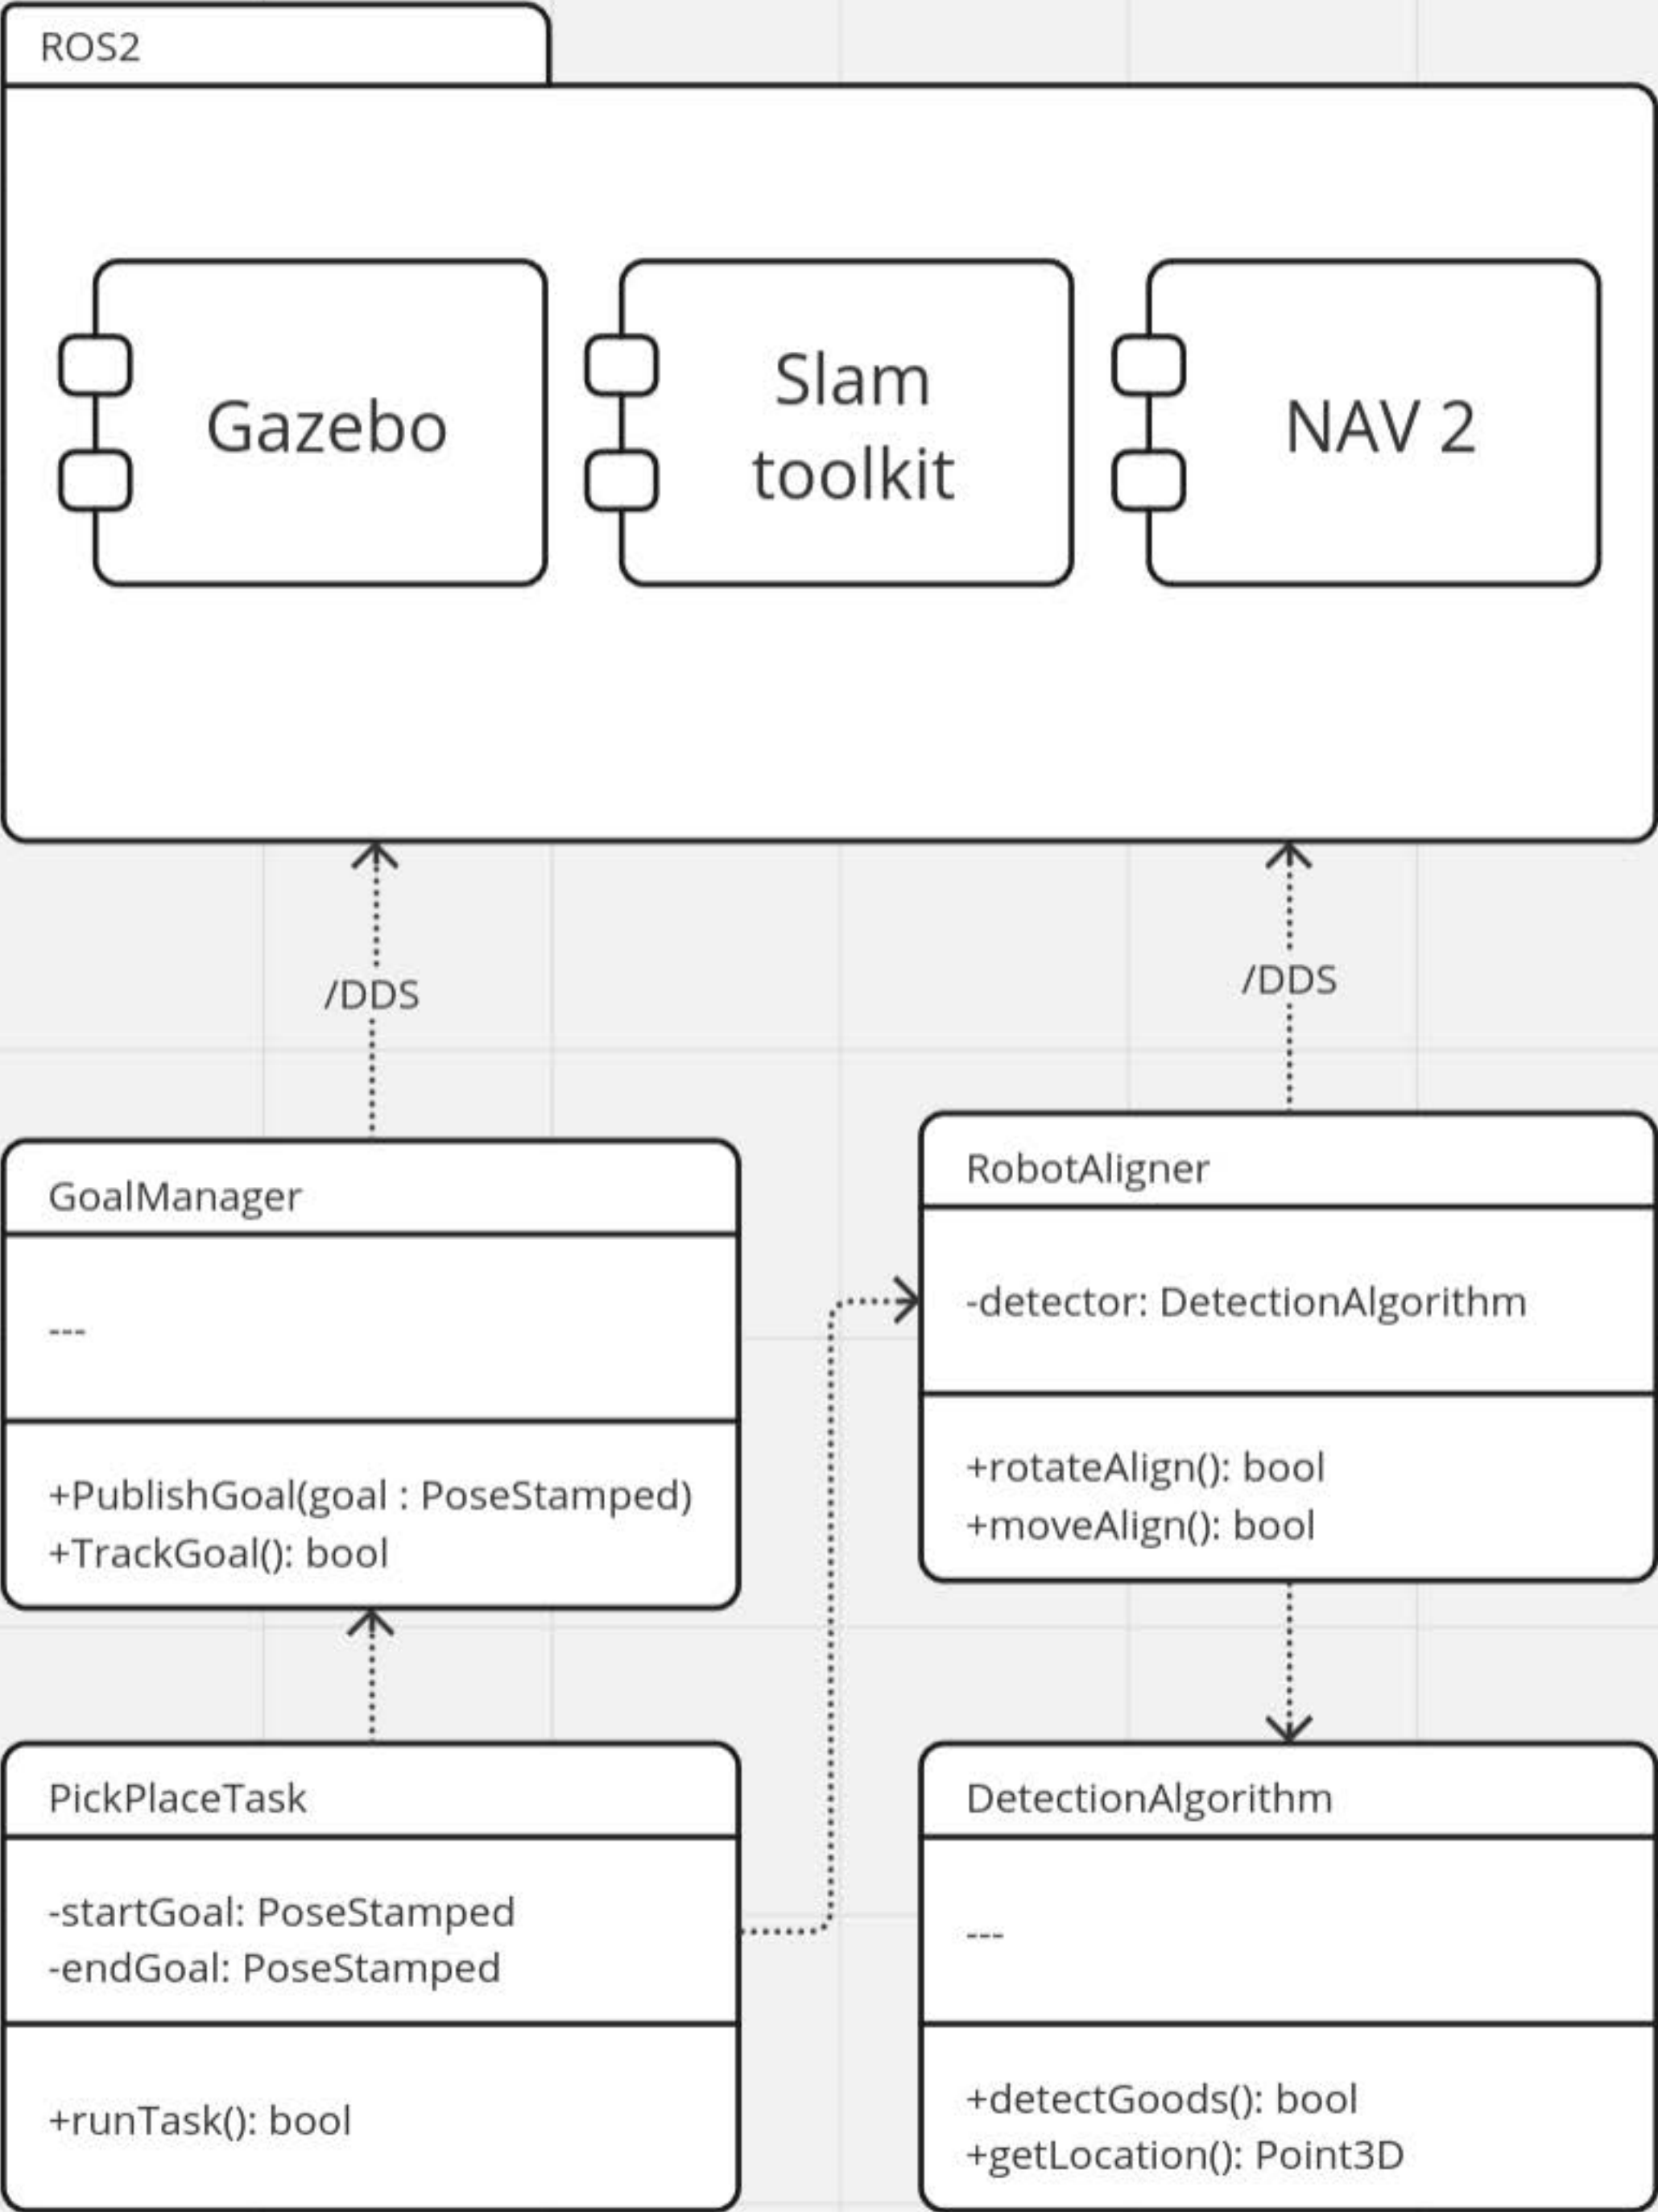 ROS2
Gazebo
Slam
toolkit
NAV 2
/DDS
/DDS
GoalManager
---
+PublishGoal(goal : PoseStamped)
+TrackGoal(): bool
RobotAligner
-detector: DetectionAlgorithm
+rotateAlign(): bool
+moveAlign(): bool
PickPlaceTask
-startGoal: PoseStamped
-endGoal: PoseStamped
+runTask(): bool
DetectionAlgorithm
---
+detectGoods(): bool
+getLocation(): Point3D